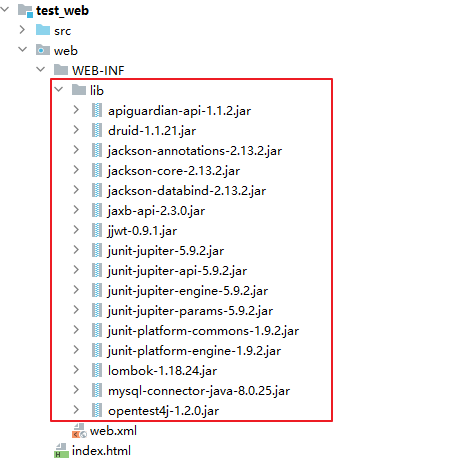 test_web
src
web
WEB-INF
lib
apiguardian-api-1.1.2.jar
druid-1.1.21.jar
jackson-annotations-2.13.2.jar
jackson-core-2.13.2.jar
jackson-databind-2.13.2.jar
jaxb-api-2.3.0.jar
jjwt-0.9.1.jar
junit-jupiter-5.9.2.jar
junit-jupiter-api-5.9.2.jar
junit-jupiter-engine-5.9.2.jar
junit-jupiter-params-5.9.2.jar
junit-platform-commons-1.9.2.jar
junit-platform-engine-1.9.2.jar
lombok-1.18.24.jar
mysql-connector-java-8.0.25.jar
opentest4j-1.2.0.jar
web.xml
index.html